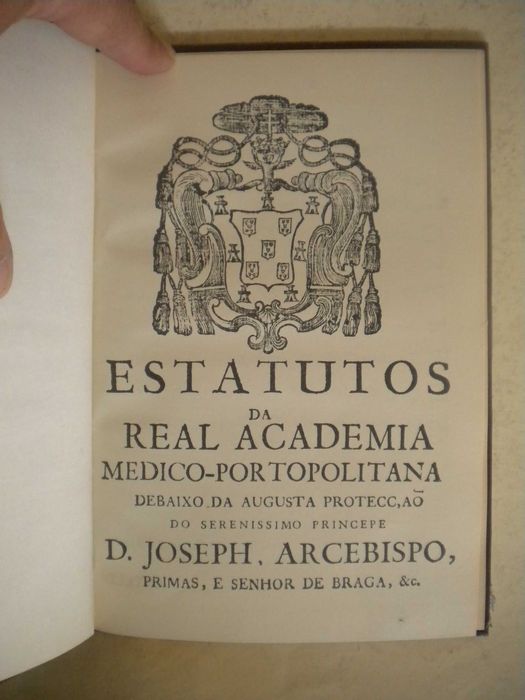 ESTATUTOS
DA
REAL ACADEMIA
MEDICO-PORTOPOLITANA
DEBAIXO DA AUGUSTA PROTECC,AÕ
DO SERENISSIMO PRINCEPE
D. JOSEPH, ARCEBISPO,
PRIMAS, E SENHOR DE BRAGA, &c.